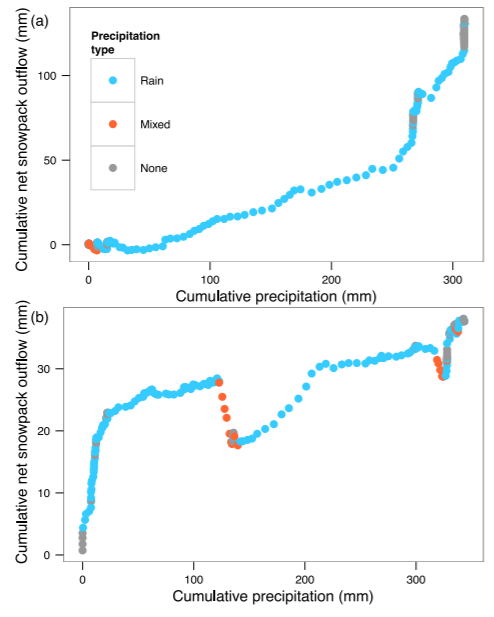 (a)
Precipitation
type
Rain
Mixed
None
Cumulative net snowpack outflow (mm)
100
50
0
0
100
200
300
Cumulative precipitation (mm)
(b)
Cumulative net snowpack outflow (mm)
30
20
10
0
0
100
200
300
Cumulative precipitation (mm)